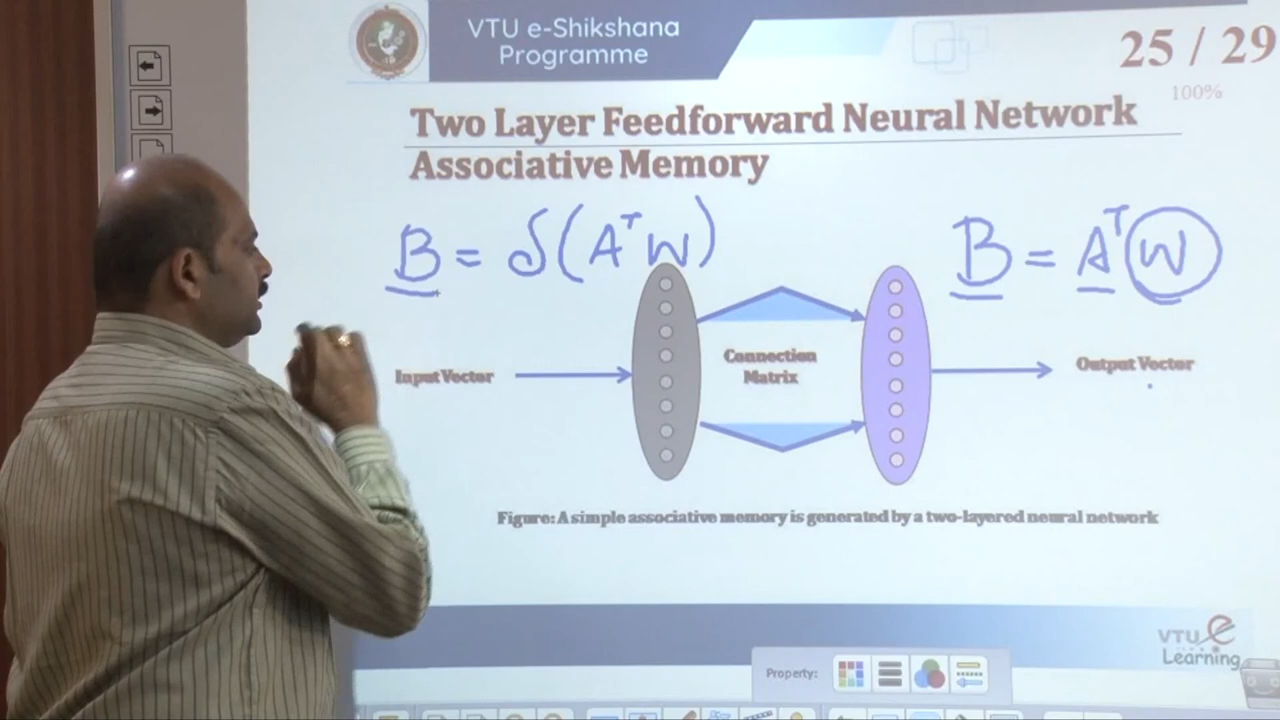 VTU e-Shikshana
Programme
25 / 29
100%
Two Layer Feedforward Neural Network
Associative Memory
B = δ(AᵀW)
B = AᵀW
Input Vector
Connection
Matrix
Output Vector
Figure: A simple associative memory is generated by a two-layered neural network
VTU e
Learning
Property: